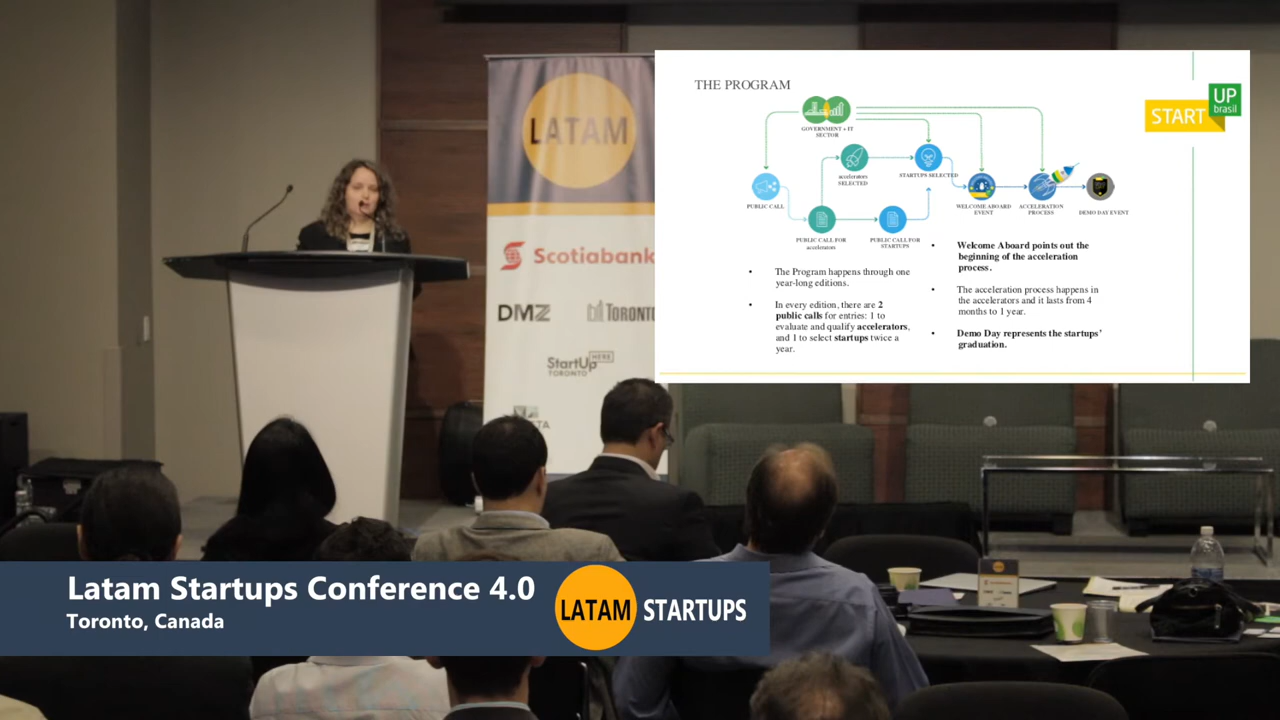 LATAM
Scotiabank
DMZ
TORONTO
StartUp
HERE
TORONTO
THE PROGRAM
START
UP
brasil
GOVERNMENT + IT
SECTOR
accelerators
SELECTED
STARTUPS SELECTED
PUBLIC CALL
WELCOME ABOARD
EVENT
ACCELERATION
PROCESS
DEMO DAY EVENT
PUBLIC CALL FOR
accelerators
PUBLIC CALL FOR
STARTUPS
• The Program happens through one
year-long editions.
• In every edition, there are 2
public calls for entries: 1 to
evaluate and qualify accelerators,
and 1 to select startups twice a
year.
• Welcome Aboard points out the
beginning of the acceleration
process.
• The acceleration process happens in
the accelerators and it lasts from 4
months to 1 year.
• Demo Day represents the startups'
graduation.
Latam Startups Conference 4.0
Toronto, Canada
LATAM STARTUPS